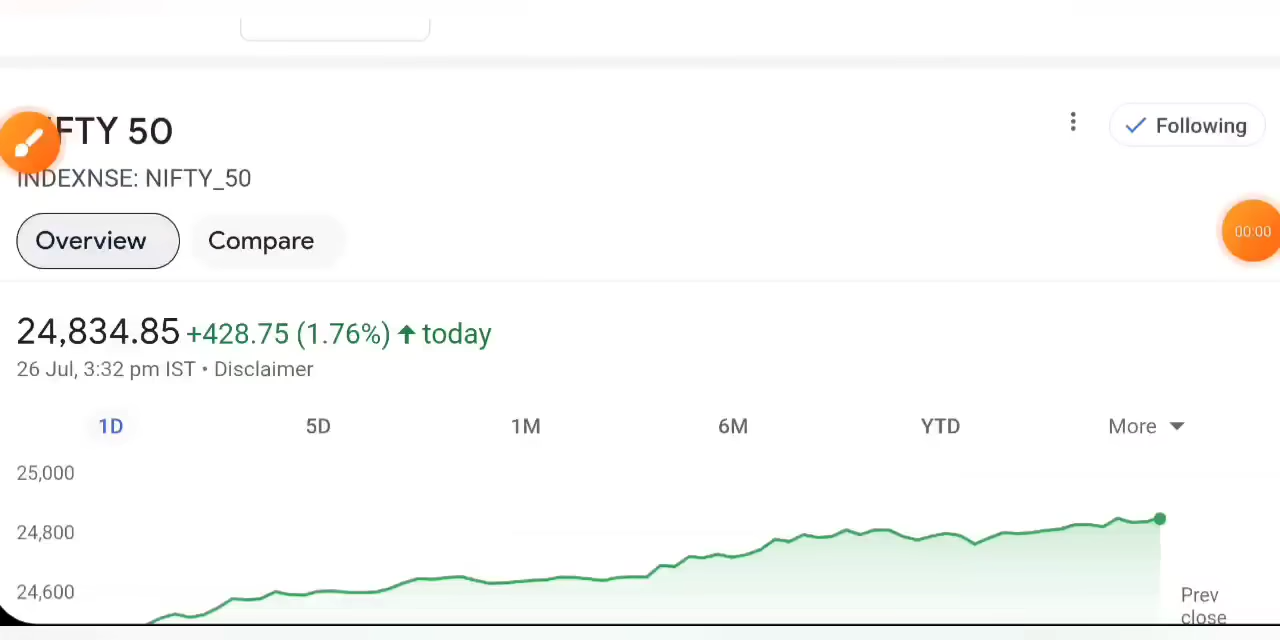 FTY 50
Following
INDEXNSE: NIFTY_50
00:00
Overview
Compare
24,834.85 +428.75 (1.76%) ↑ today
26 Jul, 3:32 pm IST • Disclaimer
1D 5D 1M 6M YTD More
25,000
24,800
24,600
Prev
close